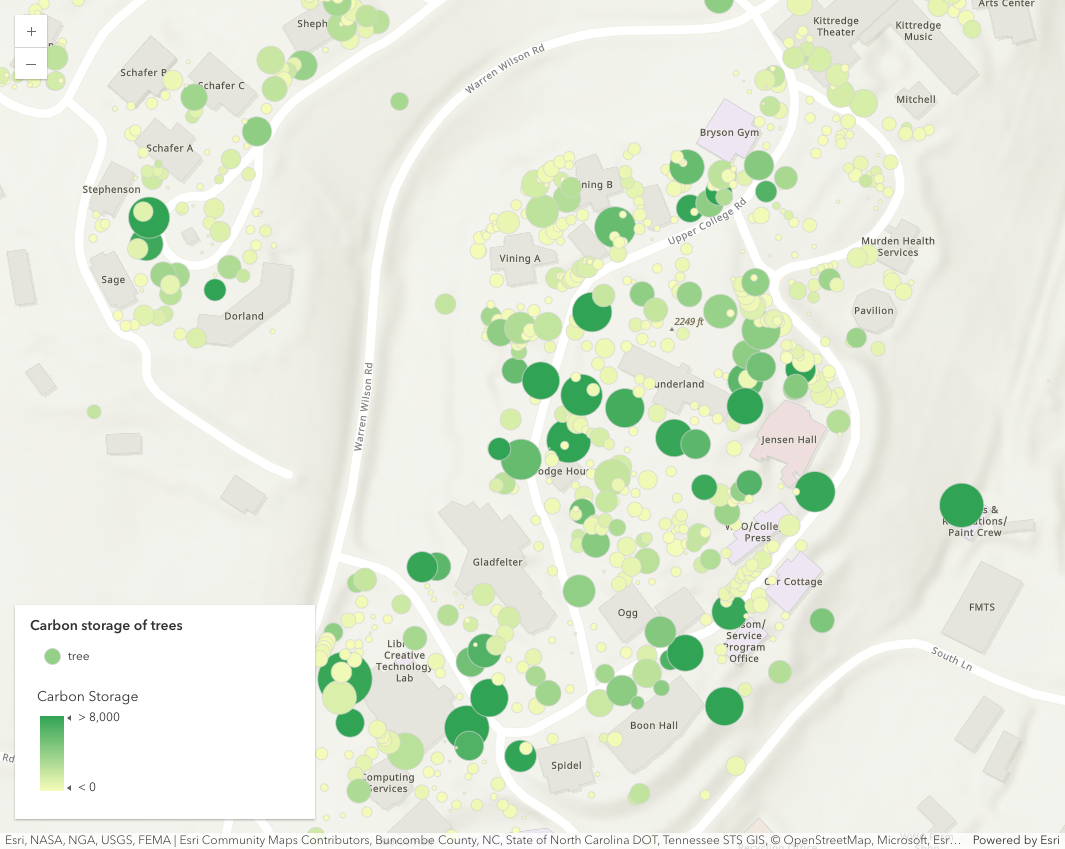 Arts Center
Sheph
Kittredge
Theater
Kittredge
Music
+
−
Warren Wilson Rd
Schafer B
Schafer C
Mitchell
Bryson Gym
Schafer A
Stephenson
ning B
Upper College Rd
Murden Health
Services
Vining A
Sage
Pavilion
Dorland
2249 ft
underland
Warren Wilson Rd
Jensen Hall
odge Hou
s &
tions/
Paint Crew
Press
Gladfelter
Cottage
FMTS
Ogg
som/
Service
Program
Office
Creative
Technology
Lab
South Ln
Carbon storage of trees
tree
Carbon Storage
> 8,000
< 0
Boon Hall
Rd
Spidel
Computing
Services
Esri, NASA, NGA, USGS, FEMA | Esri Community Maps Contributors, Buncombe County, NC, State of North Carolina DOT, Tennessee STS GIS, © OpenStreetMap, Microsoft, Esr...
Powered by Esri